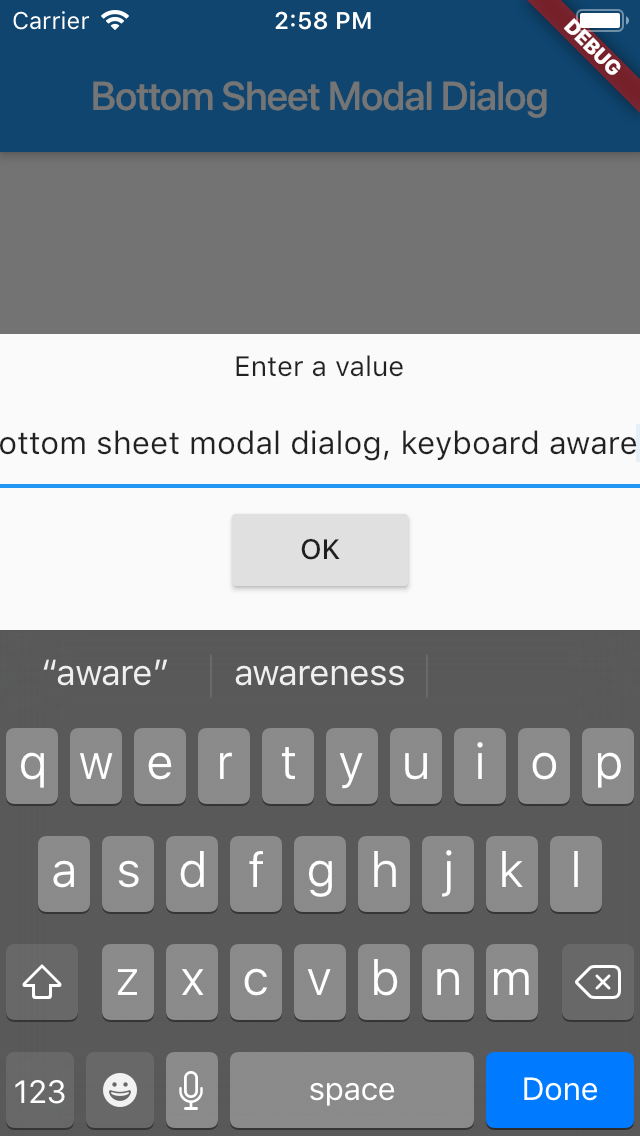 Carrier 2:58 PM
DEBUG
Bottom Sheet Modal Dialog
Enter a value
ottom sheet modal dialog, keyboard aware
OK
“aware” awareness
q w e r t y u i o p
a s d f g h j k l
z x c v b n m
123 space Done